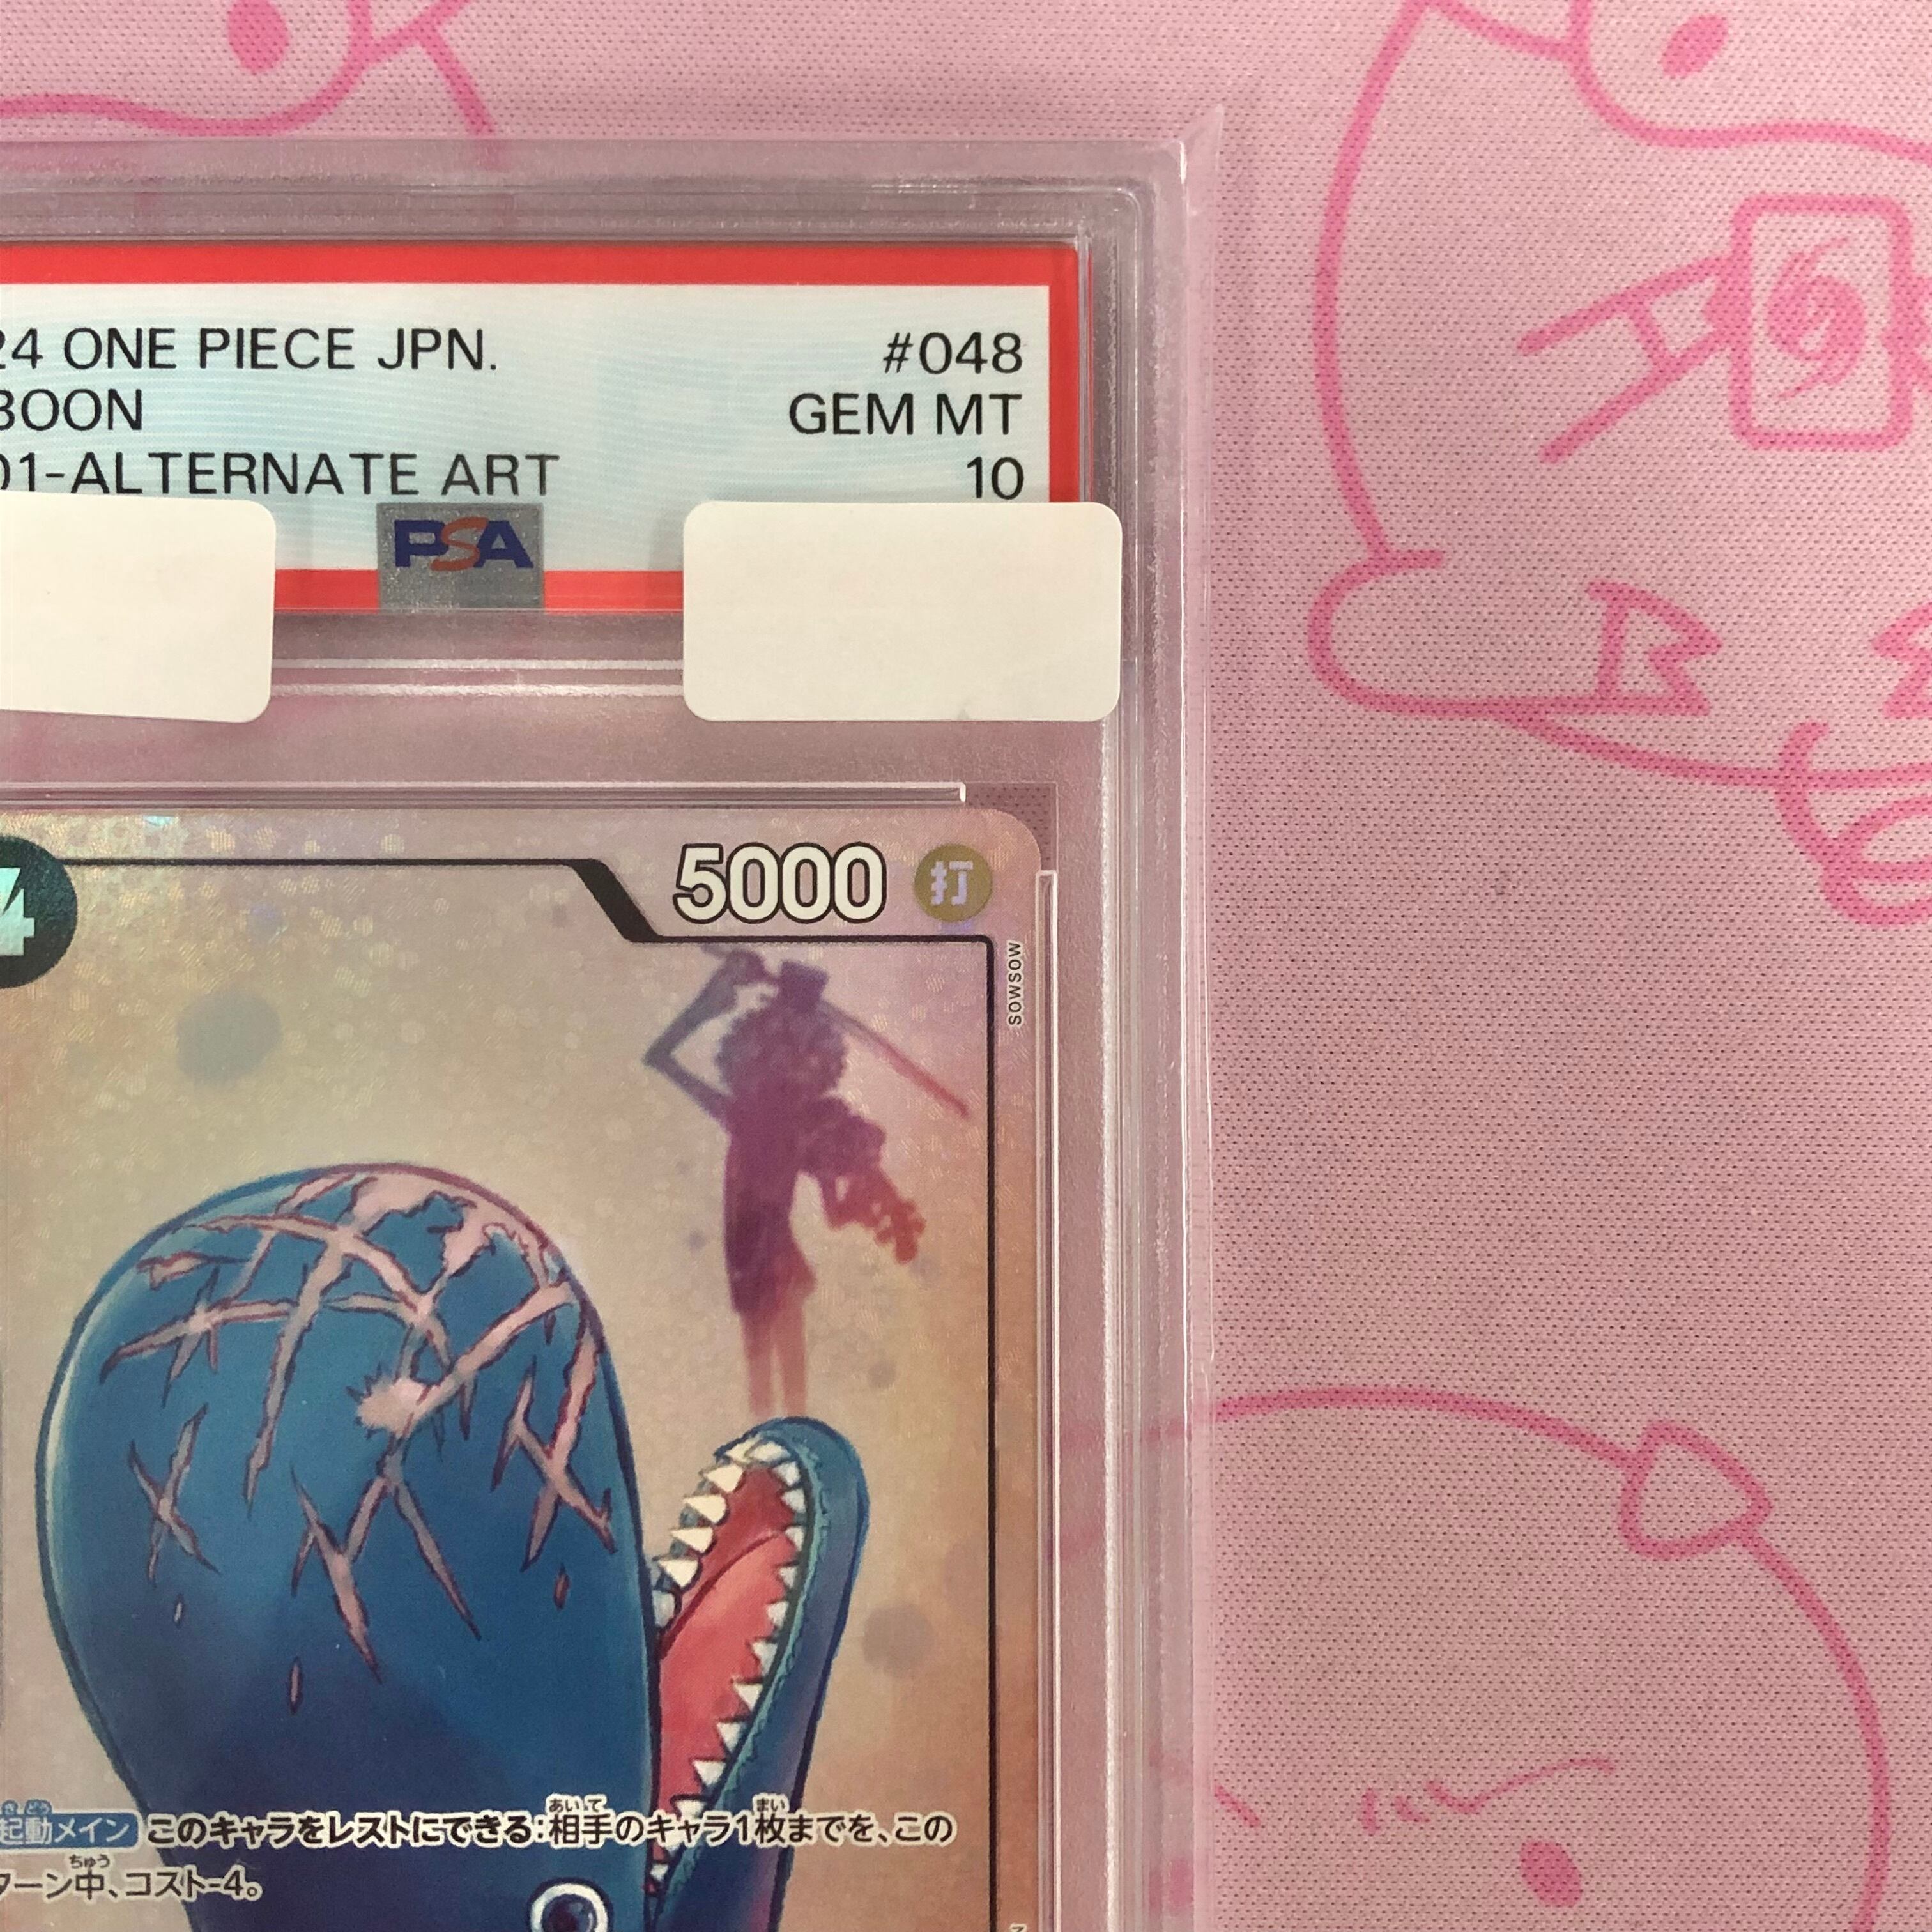 24 ONE PIECE JPN. #048
BOON GEM MT
01-ALTERNATE ART 10
PSA
4 5000 打
SOWSOW
起動メイン このキャラをレストにできる:相手のキャラ1枚までを、この
ターン中、コスト-4。